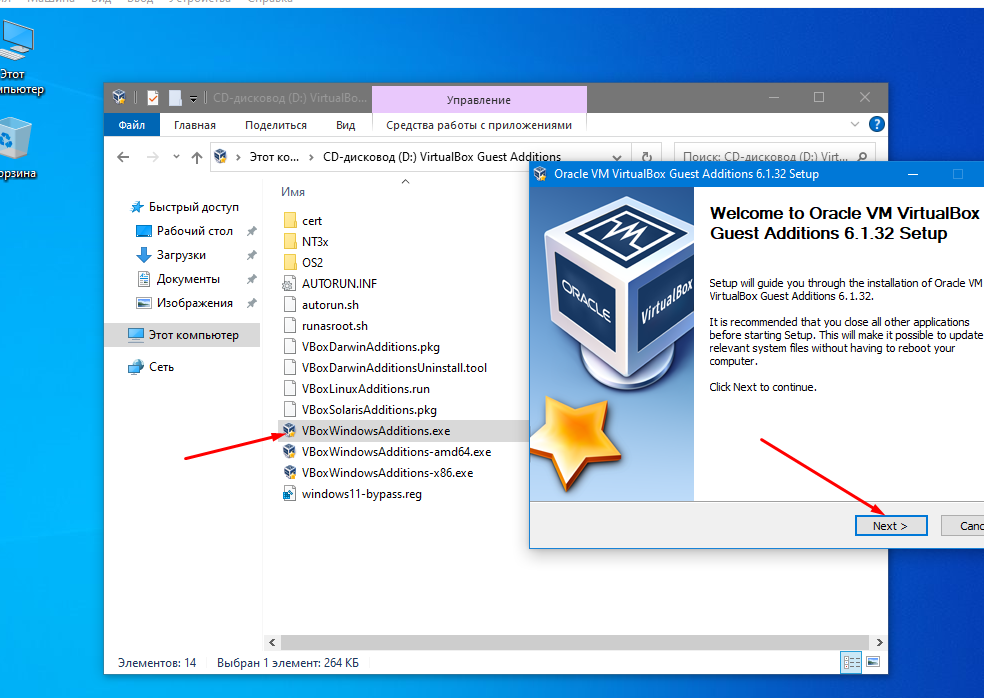 Машина Вид Ввод Устройства Справка
Этот
мпьютер
орзина
CD-дисковод (D:) VirtualBo...
Управление
Файл
Главная
Поделиться
Вид
Средства работы с приложениями
?
Этот ко... > CD-дисковод (D:) VirtualBox Guest Additions
Поиск: CD-дисковод (D:) Virt...
Имя
Быстрый доступ
Рабочий стол
Загрузки
Документы
Изображения
Этот компьютер
Сеть
cert
NT3x
OS2
AUTORUN.INF
autorun.sh
runasroot.sh
VBoxDarwinAdditions.pkg
VBoxDarwinAdditionsUninstall.tool
VBoxLinuxAdditions.run
VBoxSolarisAdditions.pkg
VBoxWindowsAdditions.exe
VBoxWindowsAdditions-amd64.exe
VBoxWindowsAdditions-x86.exe
windows11-bypass.reg
Oracle VM VirtualBox Guest Additions 6.1.32 Setup
ORACLE
VirtualBox
Welcome to Oracle VM VirtualBox
Guest Additions 6.1.32 Setup
Setup will guide you through the installation of Oracle VM
VirtualBox Guest Additions 6.1.32.
It is recommended that you close all other applications
before starting Setup. This will make it possible to update
relevant system files without having to reboot your
computer.
Click Next to continue.
Next >
Canc
Элементов: 14
Выбран 1 элемент: 264 КБ